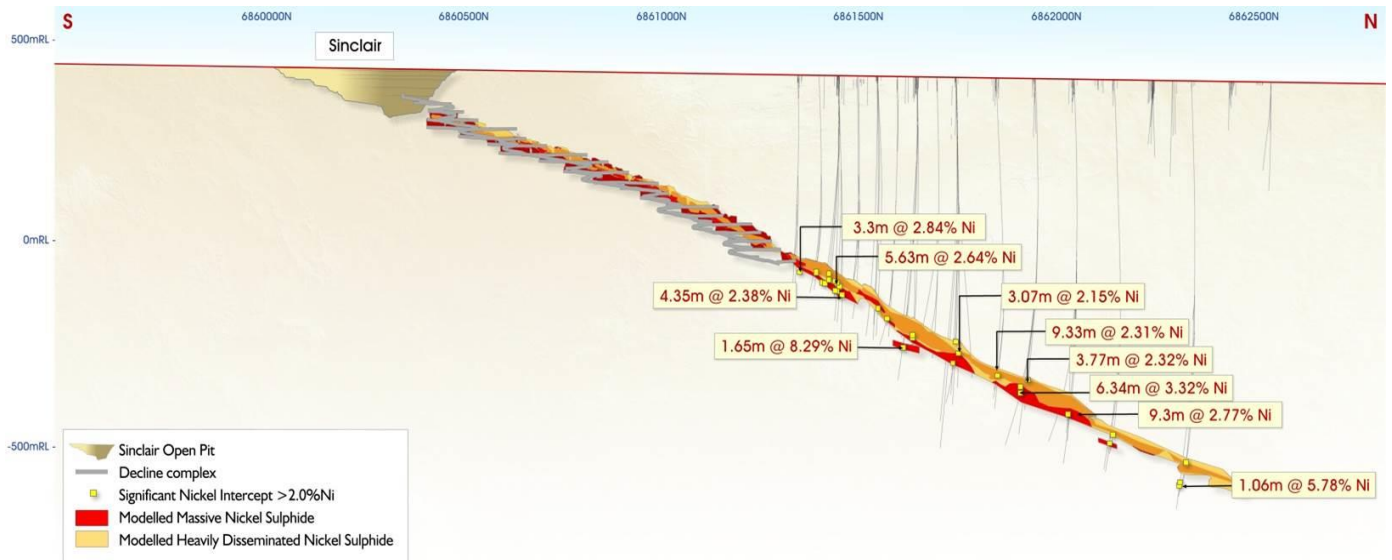 S
6860000N
6860500N
6861000N
6861500N
6862000N
6862500N
N
500mRL
Sinclair
0mRL
3.3m @ 2.84% Ni
5.63m @ 2.64% Ni
4.35m @ 2.38% Ni
3.07m @ 2.15% Ni
9.33m @ 2.31% Ni
1.65m @ 8.29% Ni
3.77m @ 2.32% Ni
6.34m @ 3.32% Ni
9.3m @ 2.77% Ni
-500mRL
1.06m @ 5.78% Ni
Sinclair Open Pit
Decline complex
Significant Nickel Intercept >2.0%Ni
Modelled Massive Nickel Sulphide
Modelled Heavily Disseminated Nickel Sulphide